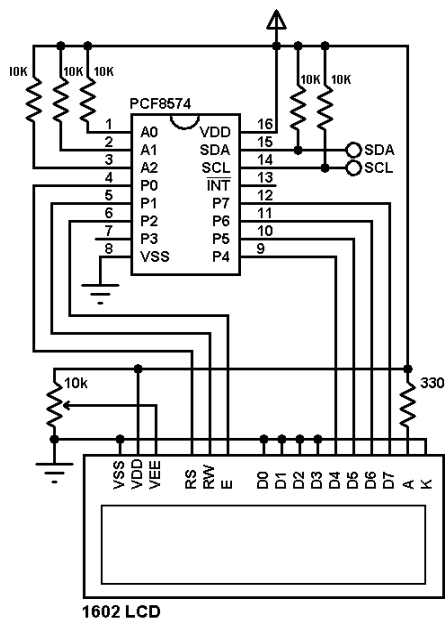 10K 10K 10K
10K 10K
PCF8574
1 A0 VDD 16
2 A1 SDA 15 SDA
3 A2 SCL 14 SCL
4 P0 INT 13
5 P1 P7 12
6 P2 P6 11
7 P3 P5 10
8 VSS P4 9
10k 330
VSS VDD VEE RS RW E D0 D1 D2 D3 D4 D5 D6 D7 A K
1602 LCD